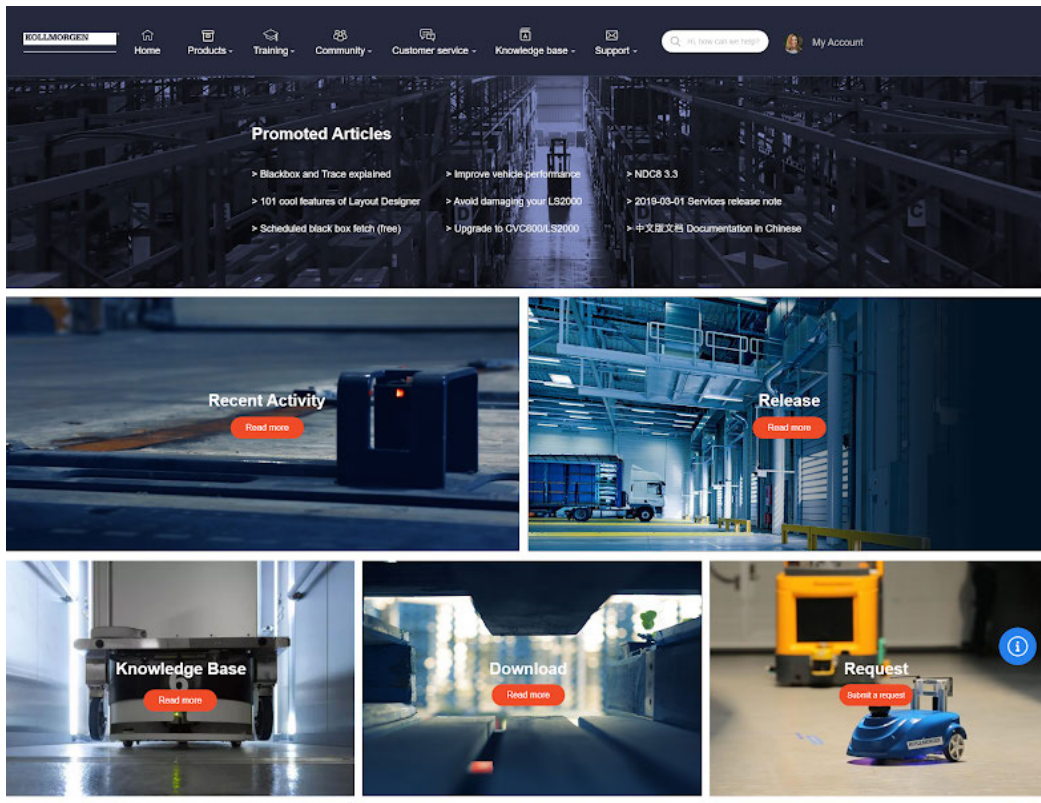 KOLLMORGEN
Home
Products
Training
Community
Customer service
Knowledge base
Support
Hi, how can we help?
My Account
Promoted Articles
> Blackbox and Trace explained
> Improve vehicle performance
> NDC8 3.3
> 101 cool features of Layout Designer
> Avoid damaging your LS2000
> 2019-03-01 Services release note
> Scheduled black box fetch (free)
> Upgrade to CVC600/LS2000
> 中文版文档 Documentation in Chinese
D
D
C
Recent Activity
Read more
Release
Read more
Knowledge Base
6
Read more
Download
Read more
Request
Submit a request
KOLLMORGEN